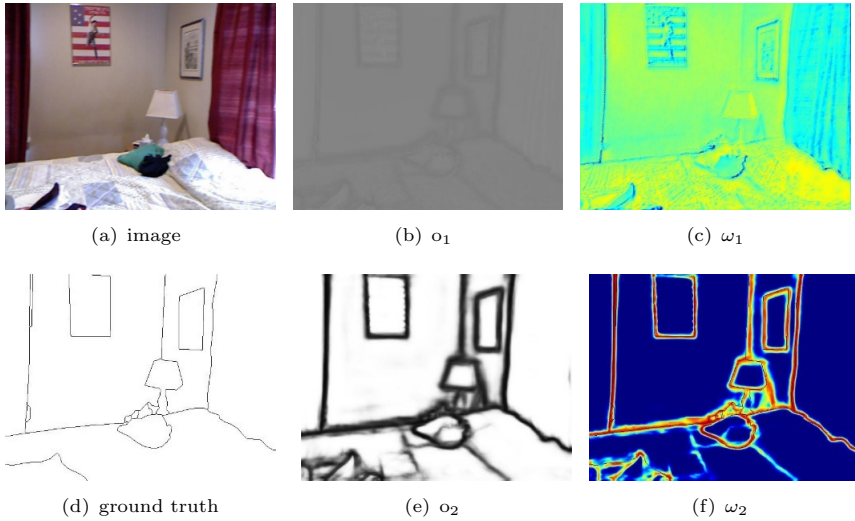 (a) image
(b) o₁
(c) ω₁
(d) ground truth
(e) o₂
(f) ω₂